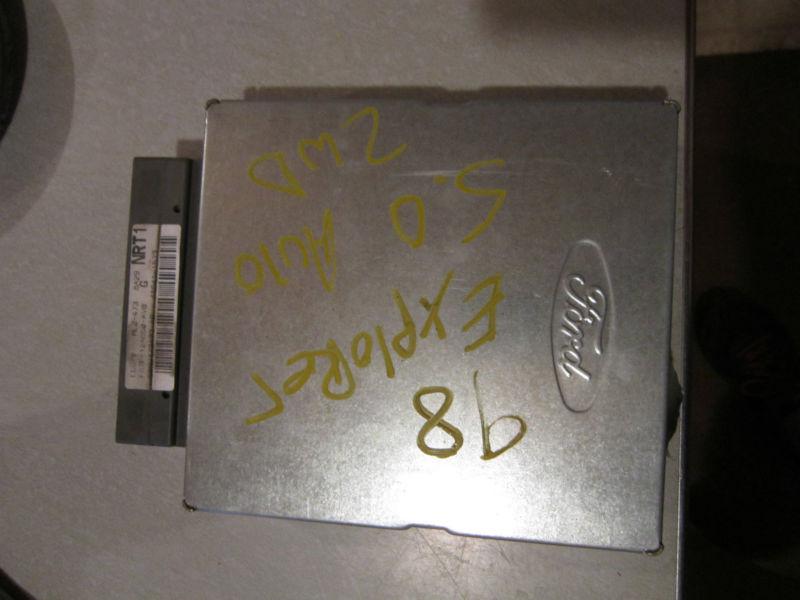 98
Explorer
5.0 Auto
2WD
Ford
NRT1
G